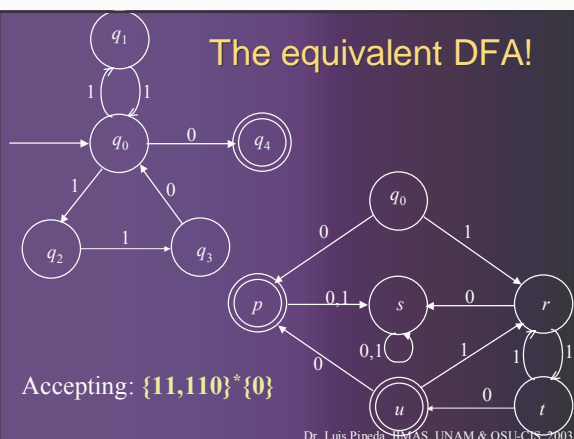 The equivalent DFA!
q1
1 1
q0
0
q4
1
0
q2
1
q3
q0
0
1
p
0,1
s
0
r
0,1
1
1
1
0
u
0
t
Accepting: {11,110}*{0}
Dr. Luis Pineda, IIMAS, UNAM & OSU-CIS, 2003